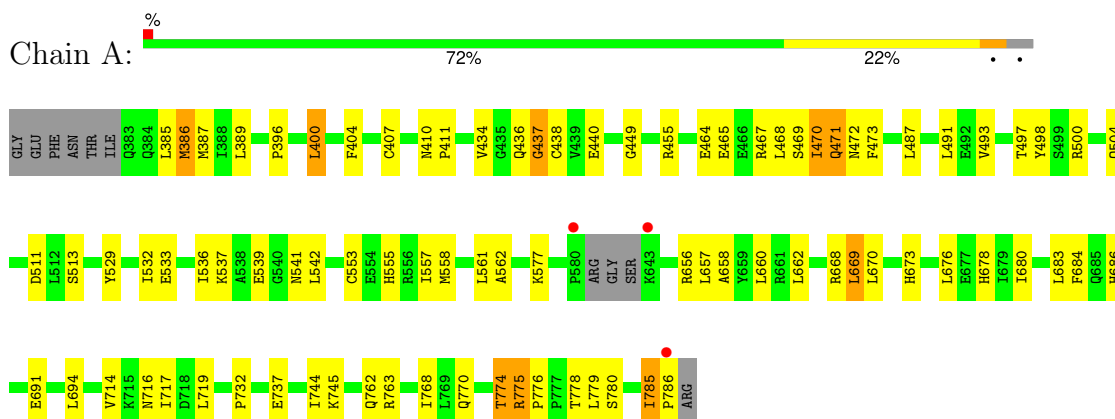 %
Chain A:
72% 22% • •
GLY GLU PHE ASN THR ILE Q383 Q384 L385 M386 M387 I388 L389 P396 L400 F404 C407 N410 P411 V434 G435 Q436 G437 C438 V439 E440 G449 R455 E464 E465 E466 R467 L468 S469 I470 Q471 N472 F473 L487 L491 E492 V493 T497 Y498 S499 R500
D511 L512 S513 Y529 I532 E533 I536 K537 A538 E539 G540 N541 L542 C553 E554 H555 R556 I557 M558 L561 A562 K577 P580 ARG GLY SER K643 R656 L657 A658 Y659 L660 R661 L662 R668 L669 L670 H673 L676 E677 H678 I679 I680 L683 F684 Q685
E691 L694 V714 K715 N716 I717 D718 L719 P732 E737 I744 K745 Q762 R763 I768 L769 Q770 T774 R775 P776 P777 T778 L779 S780 I785 P786 ARG